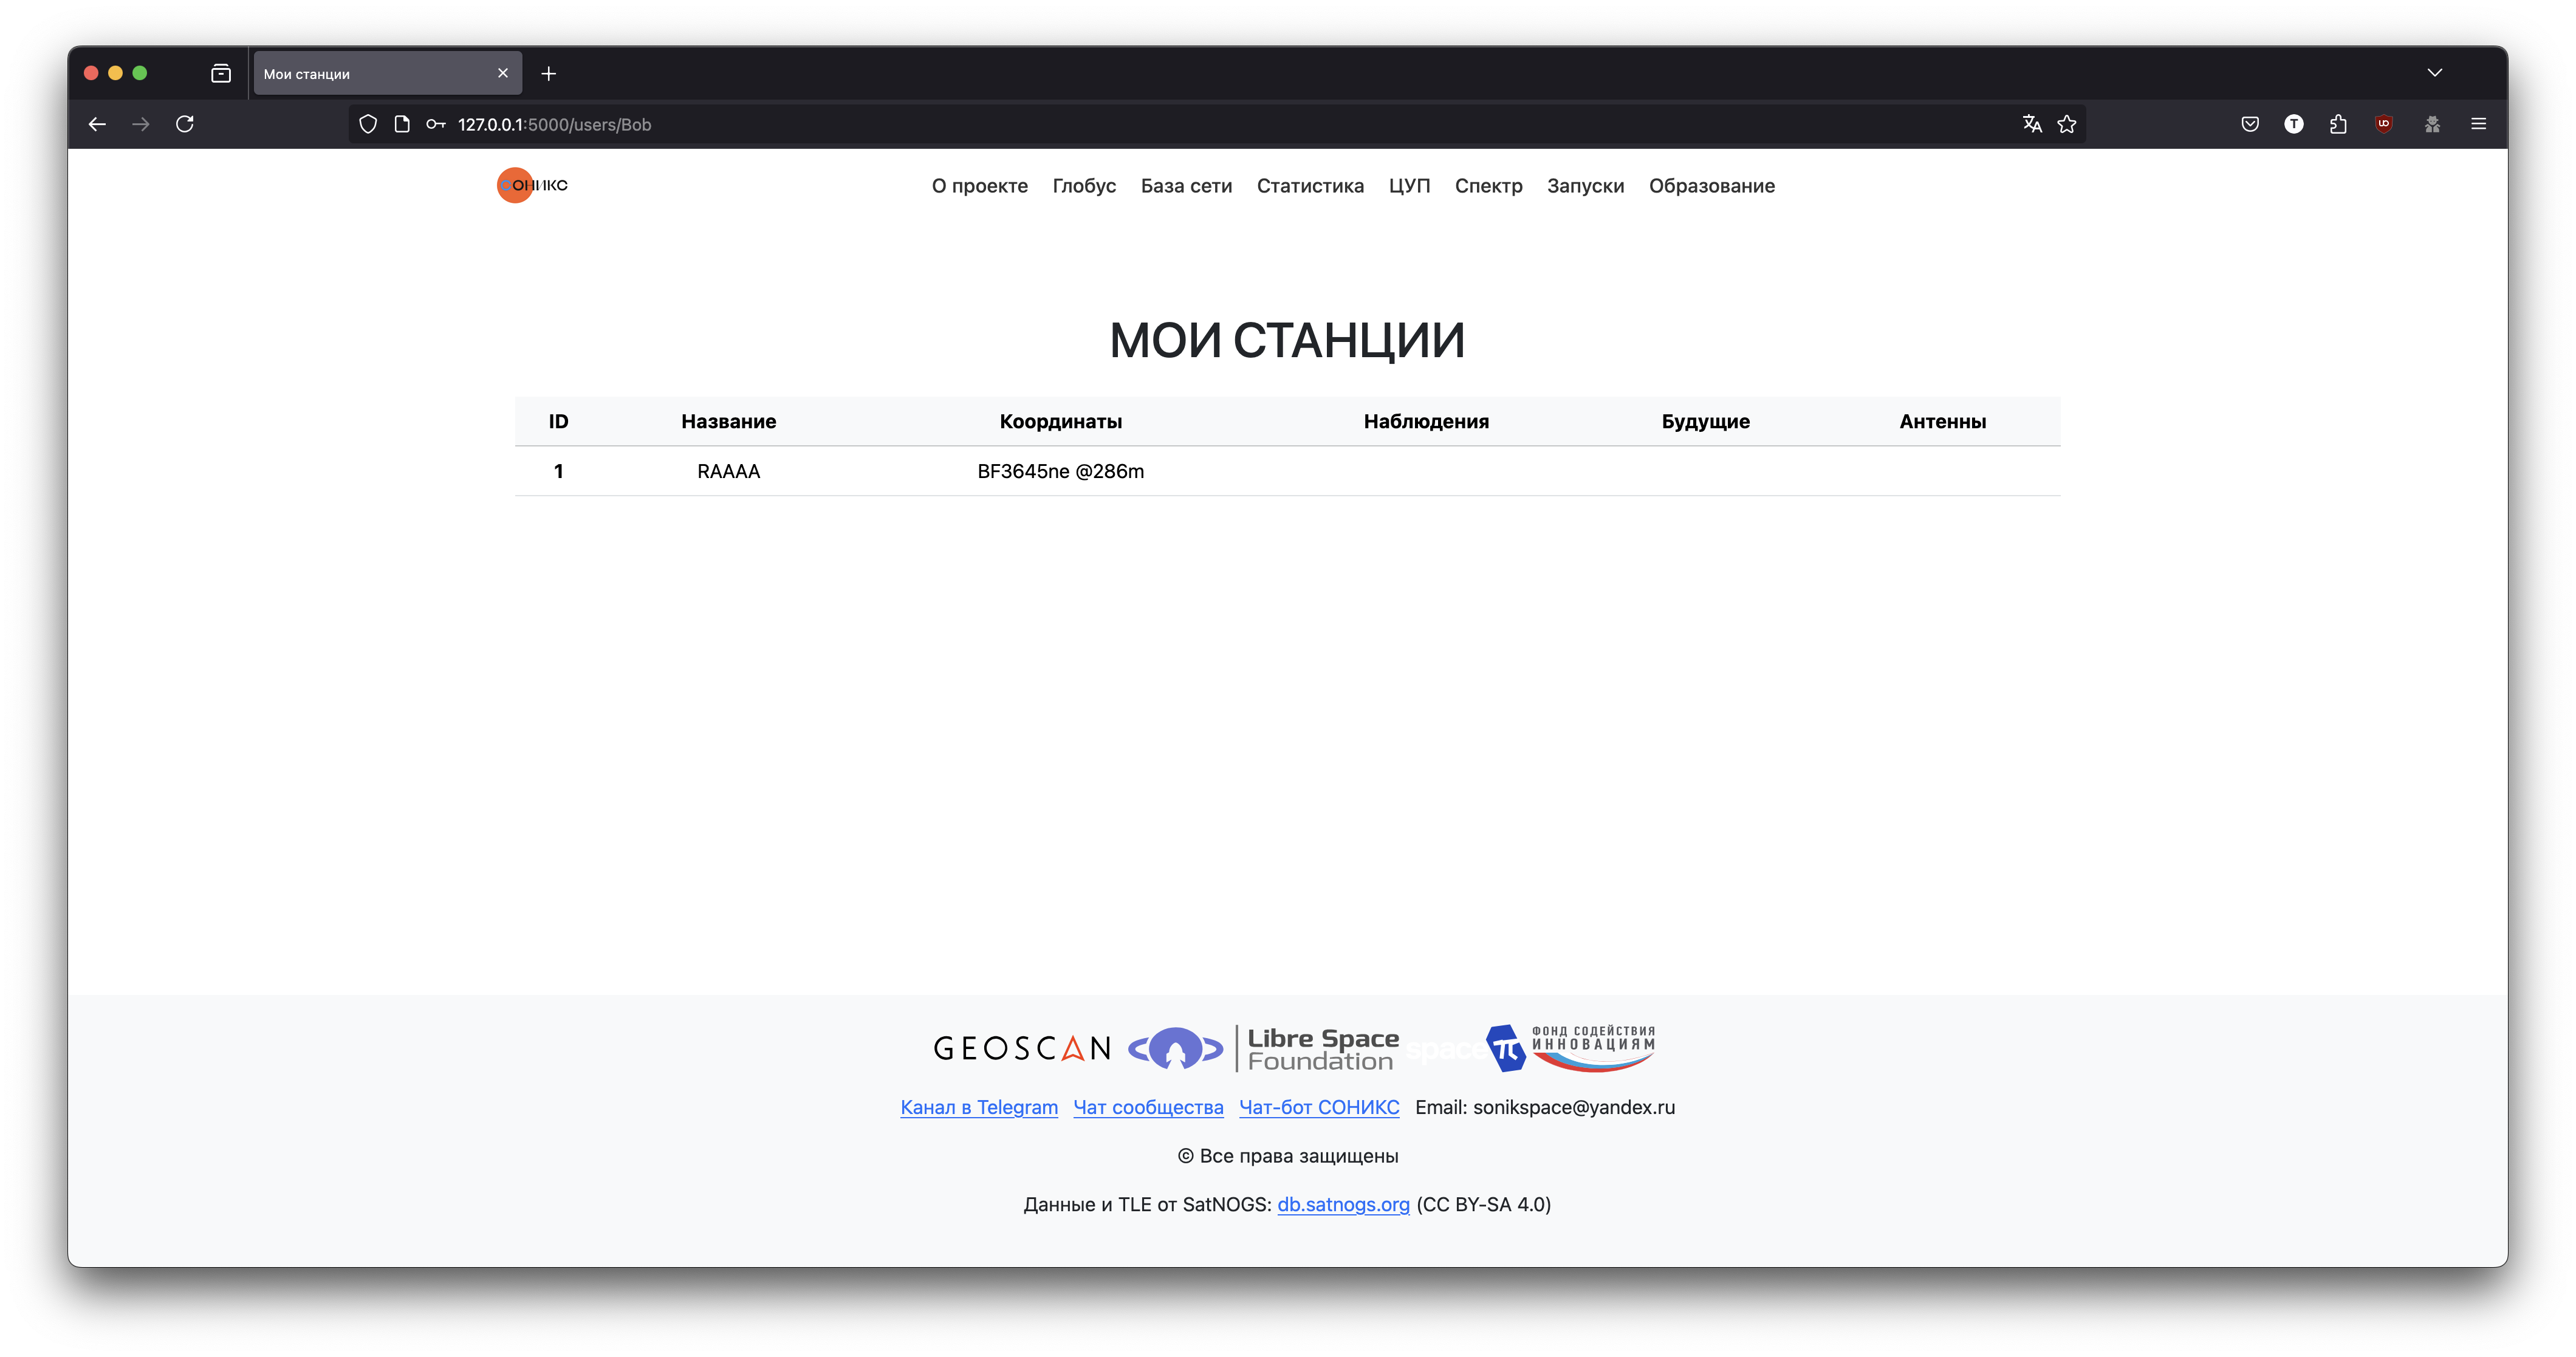 Мои станции
127.0.0.1:5000/users/Bob
СОНИКС
О проекте Глобус База сети Статистика ЦУП Спектр Запуски Образование
МОИ СТАНЦИИ
ID Название Координаты Наблюдения Будущие Антенны
1 RAAAA BF3645ne @286m
GEOSCAN Libre Space Foundation space π ФОНД СОДЕЙСТВИЯ ИННОВАЦИЯМ
Канал в Telegram Чат сообщества Чат-бот СОНИКС Email: sonikspace@yandex.ru
© Все права защищены
Данные и TLE от SatNOGS: db.satnogs.org (CC BY-SA 4.0)